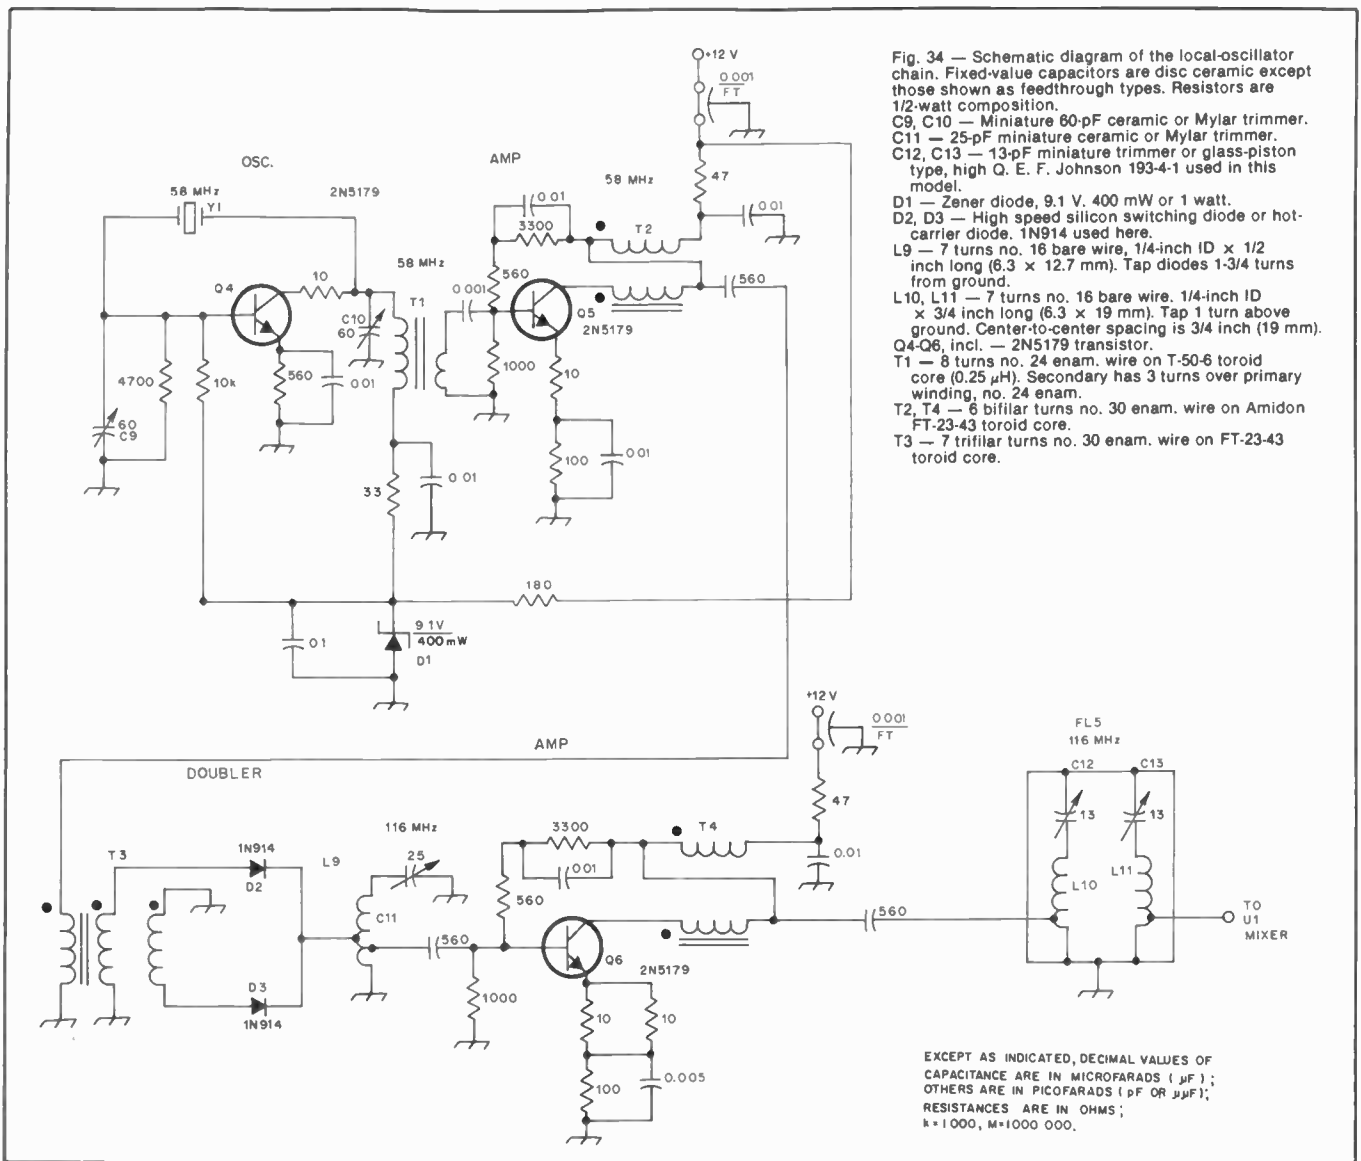 Fig. 34 — Schematic diagram of the local-oscillator
chain. Fixed-value capacitors are disc ceramic except
those shown as feedthrough types. Resistors are
1/2-watt composition.
C9, C10 — Miniature 60-pF ceramic or Mylar trimmer.
C11 — 25-pF miniature ceramic or Mylar trimmer.
C12, C13 — 13-pF miniature trimmer or glass-piston
type, high Q. E. F. Johnson 193-4-1 used in this
model.
D1 — Zener diode, 9.1 V. 400 mW or 1 watt.
D2, D3 — High speed silicon switching diode or hot-
carrier diode. 1N914 used here.
L9 — 7 turns no. 16 bare wire, 1/4-inch ID × 1/2
inch long (6.3 × 12.7 mm). Tap diodes 1-3/4 turns
from ground.
L10, L11 — 7 turns no. 16 bare wire. 1/4-inch ID
× 3/4 inch long (6.3 × 19 mm). Tap 1 turn above
ground. Center-to-center spacing is 3/4 inch (19 mm).
Q4-Q6, incl. — 2N5179 transistor.
T1 — 8 turns no. 24 enam. wire on T-50-6 toroid
core (0.25 µH). Secondary has 3 turns over primary
winding, no. 24 enam.
T2, T4 — 6 bifilar turns no. 30 enam. wire on Amidon
FT-23-43 toroid core.
T3 — 7 trifilar turns no. 30 enam. wire on FT-23-43
toroid core.
+12 V
0.001
FT
OSC.
AMP
58 MHz
Y1
2N5179
58 MHz
47
0.01
0.01
3300
T2
10
58 MHz
560
560
Q4
C10
60
T1
0.001
Q5
2N5179
4700
10k
560
0.01
1000
10
60
C9
33
0.01
100
0.01
180
0.1
9.1V
400mW
D1
+12 V
0.001
FT
FL5
116 MHz
AMP
DOUBLER
C12
C13
47
13
13
116 MHz
3300
T4
T3
1N914
D2
L9
25
0.01
0.01
L10
L11
560
C11
560
560
TO
U1
MIXER
Q6
2N5179
D3
1N914
1000
10
10
100
0.005
EXCEPT AS INDICATED, DECIMAL VALUES OF
CAPACITANCE ARE IN MICROFARADS ( µF ) ;
OTHERS ARE IN PICOFARADS ( pF OR µµF);
RESISTANCES ARE IN OHMS ;
k=1000, M=1000 000.